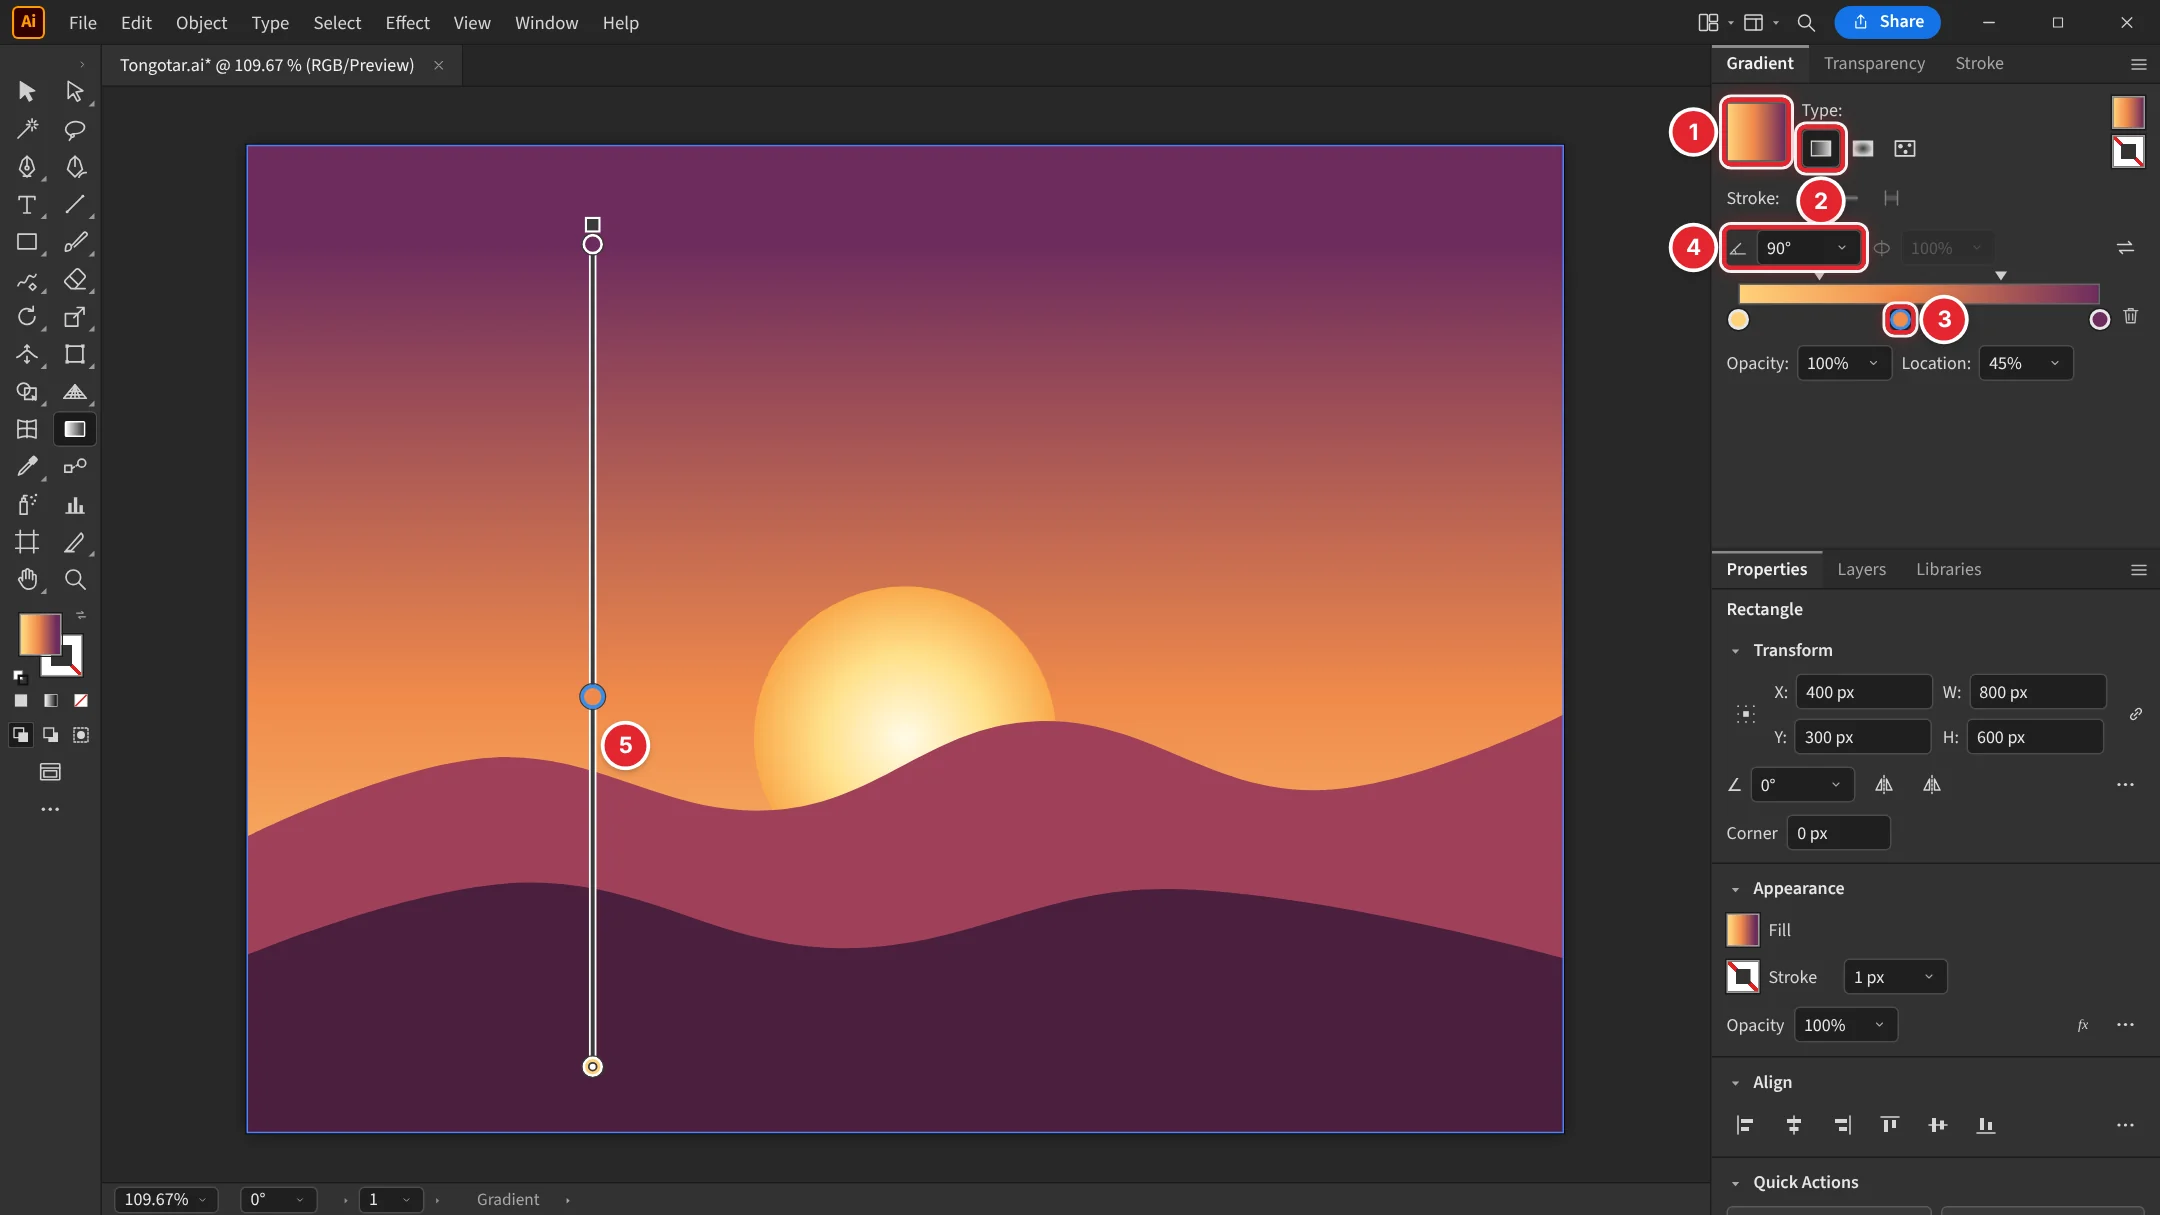 Ai File Edit Object Type Select Effect View Window Help Share
Tongotar.ai* @ 109.67 % (RGB/Preview)
Gradient Transparency Stroke
1
Type:
Stroke:
2
4
90°
100%
3
Opacity: 100% Location: 45%
5
Properties Layers Libraries
Rectangle
Transform
X: 400 px W: 800 px
Y: 300 px H: 600 px
0°
Corner 0 px
Appearance
Fill
Stroke 1 px
Opacity 100% fx
Align
Quick Actions
109.67% 0° 1 Gradient